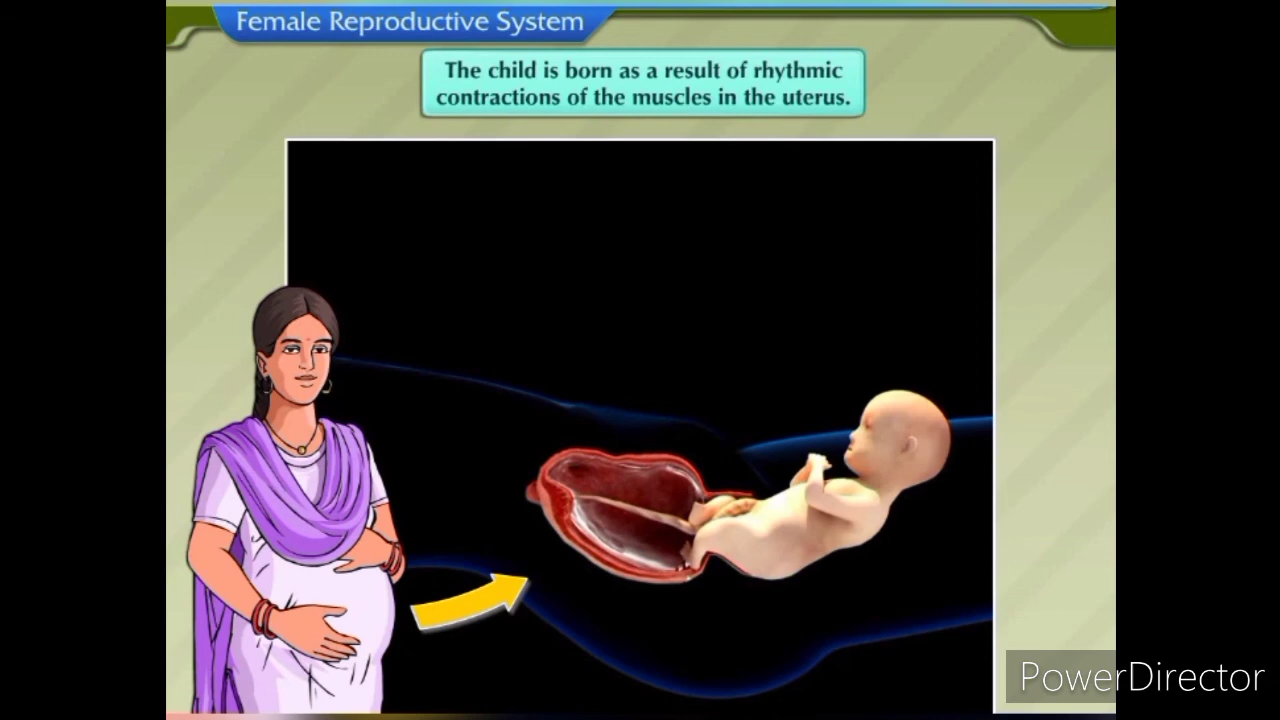 Female Reproductive System
The child is born as a result of rhythmic
contractions of the muscles in the uterus.
PowerDirector